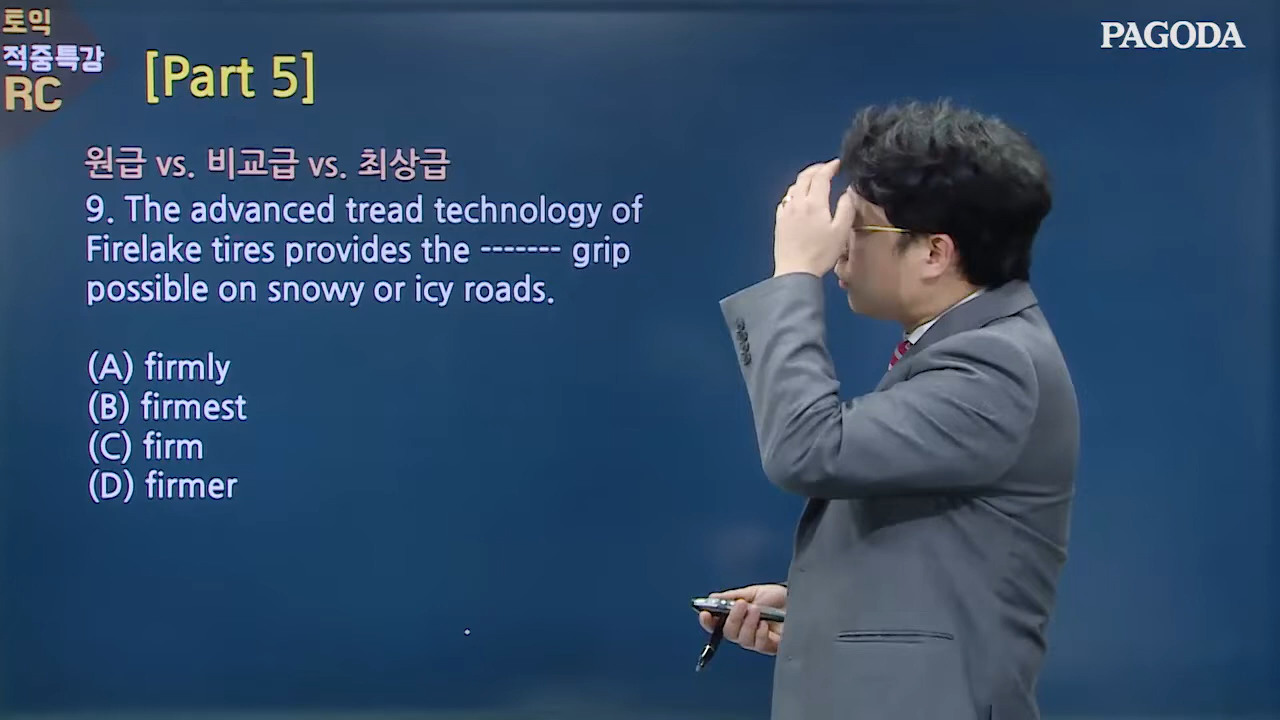 토익
적중특강
RC
PAGODA
[Part 5]
원급 vs. 비교급 vs. 최상급
9. The advanced tread technology of
Firelake tires provides the ------- grip
possible on snowy or icy roads.
(A) firmly
(B) firmest
(C) firm
(D) firmer